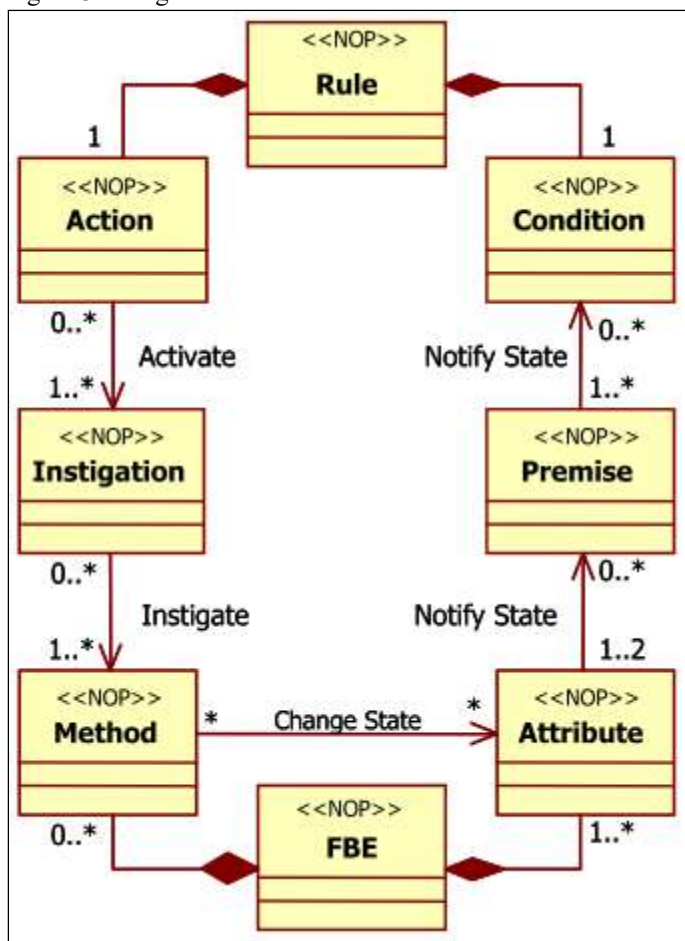 <<NOP>>
Rule
1
1
<<NOP>>
Action
<<NOP>>
Condition
0..*
0..*
Activate
Notify State
1..*
1..*
<<NOP>>
Instigation
<<NOP>>
Premise
0..*
0..*
Instigate
Notify State
1..*
1..2
<<NOP>>
Method
<<NOP>>
Attribute
*
Change State
*
0..*
1..*
<<NOP>>
FBE